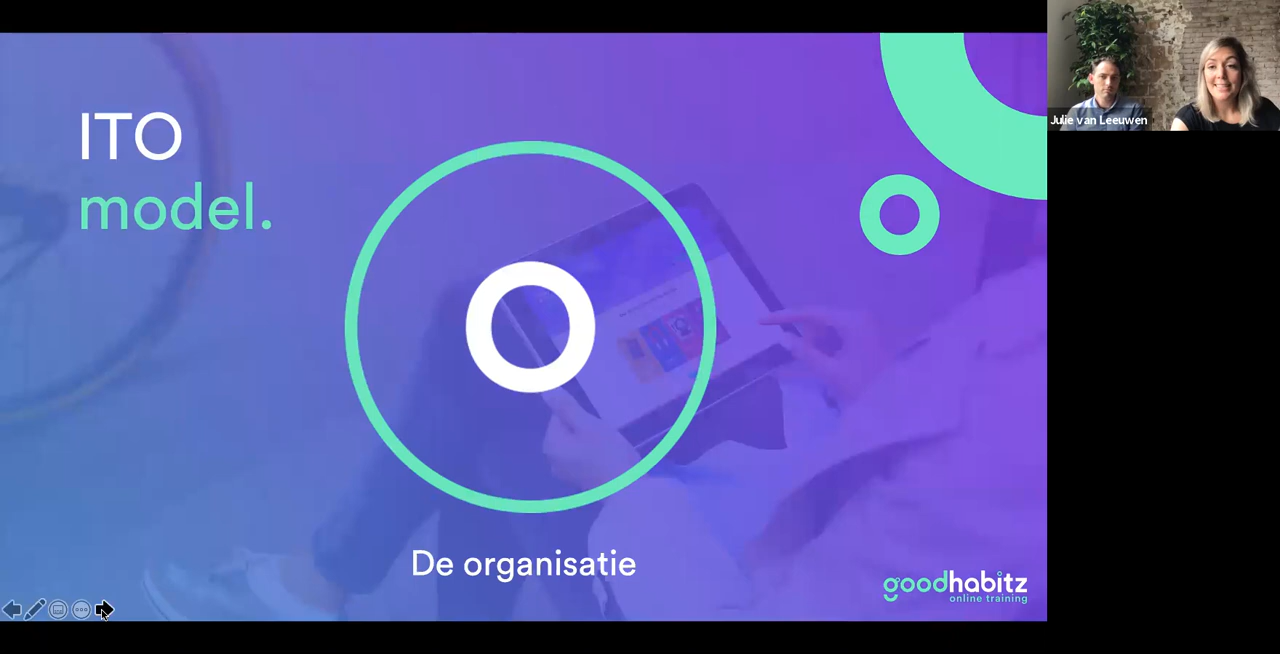 ITO
model.
O
De organisatie
goodhabitz
online training
Julie van Leeuwen